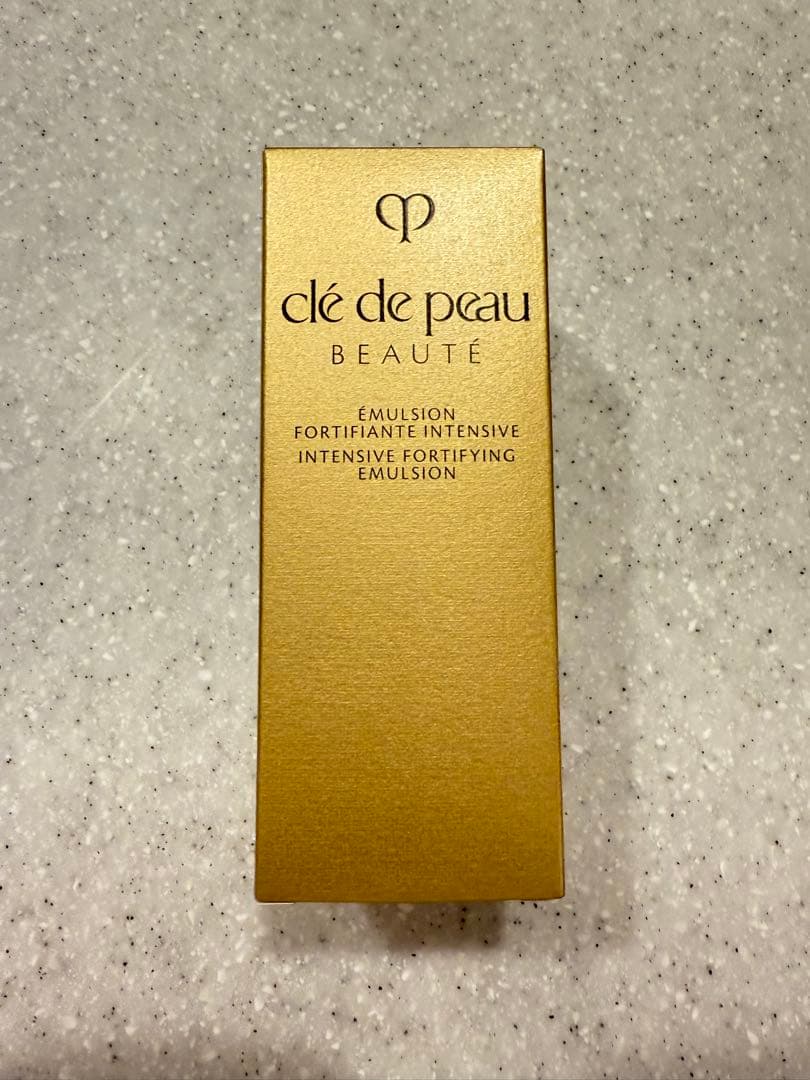 clé de peau
BEAUTÉ
ÉMULSION
FORTIFIANTE INTENSIVE
INTENSIVE FORTIFYING
EMULSION